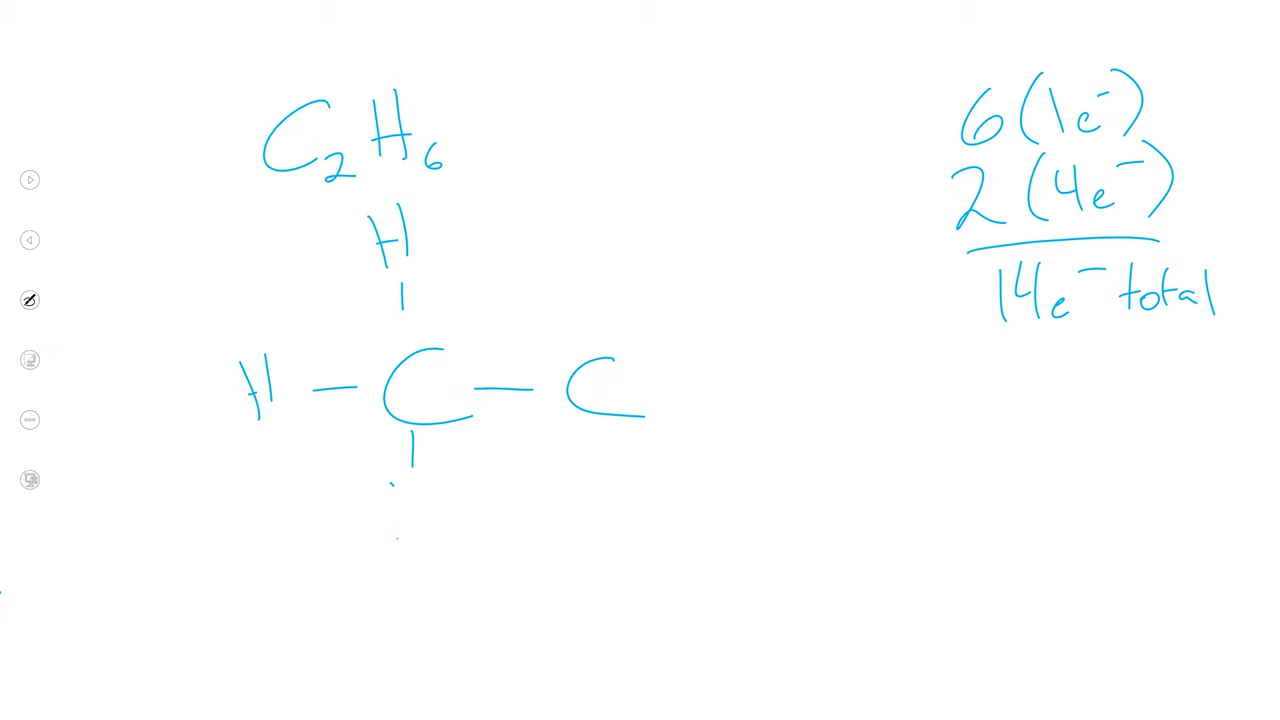 C₂H₆
6(1e⁻)
2(4e⁻)
14e⁻ total
H
H – C – C